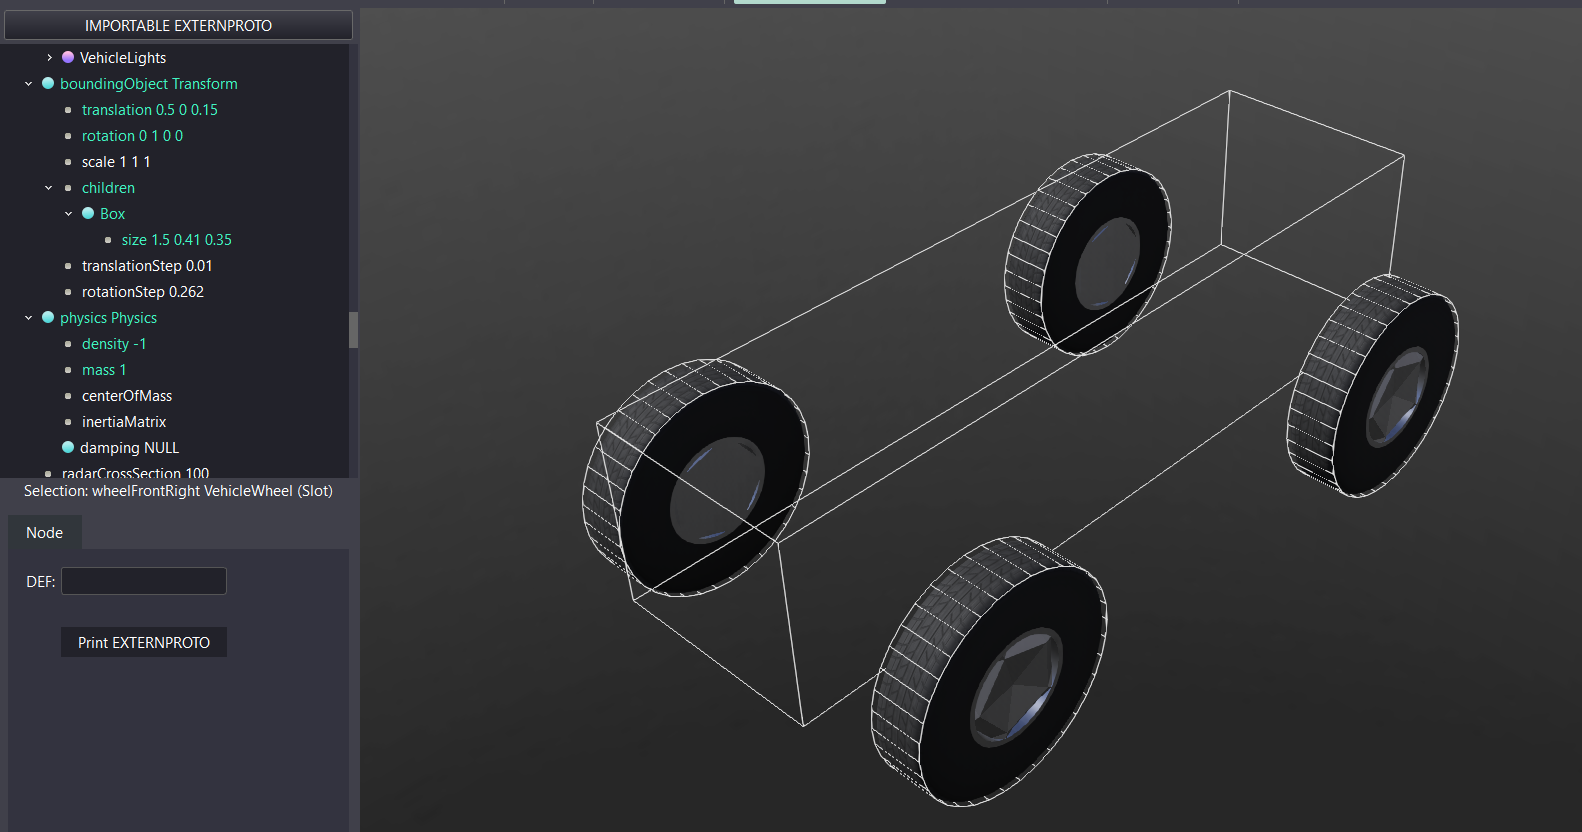 IMPORTABLE EXTERNPROTO
VehicleLights
boundingObject Transform
translation 0.5 0 0.15
rotation 0 1 0 0
scale 1 1 1
children
Box
size 1.5 0.41 0.35
translationStep 0.01
rotationStep 0.262
physics Physics
density -1
mass 1
centerOfMass
inertiaMatrix
damping NULL
radarCrossSection 100
Selection: wheelFrontRight VehicleWheel (Slot)
Node
DEF:
Print EXTERNPROTO